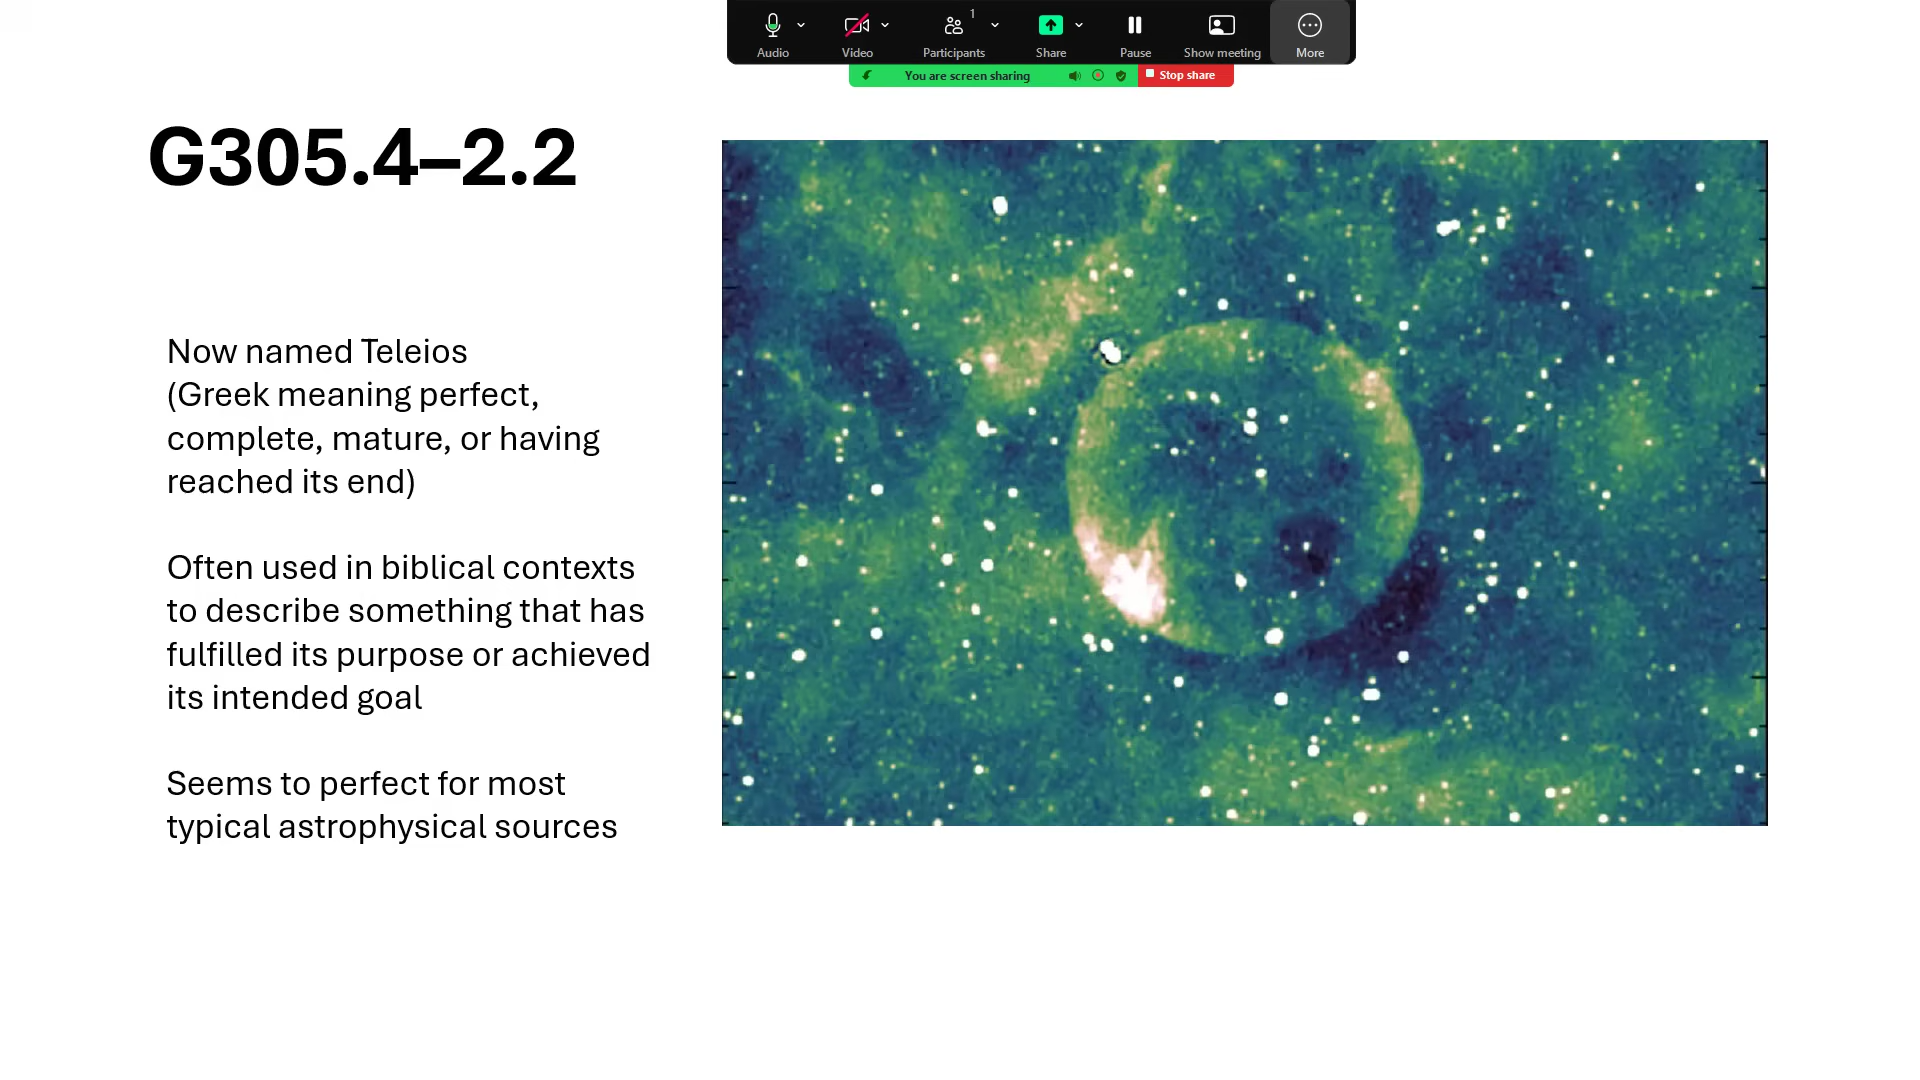 1
Audio
Video
Participants
Share
Pause
Show meeting
More
You are screen sharing
Stop share
G305.4–2.2
Now named Teleios
(Greek meaning perfect,
complete, mature, or having
reached its end)
Often used in biblical contexts
to describe something that has
fulfilled its purpose or achieved
its intended goal
Seems to perfect for most
typical astrophysical sources